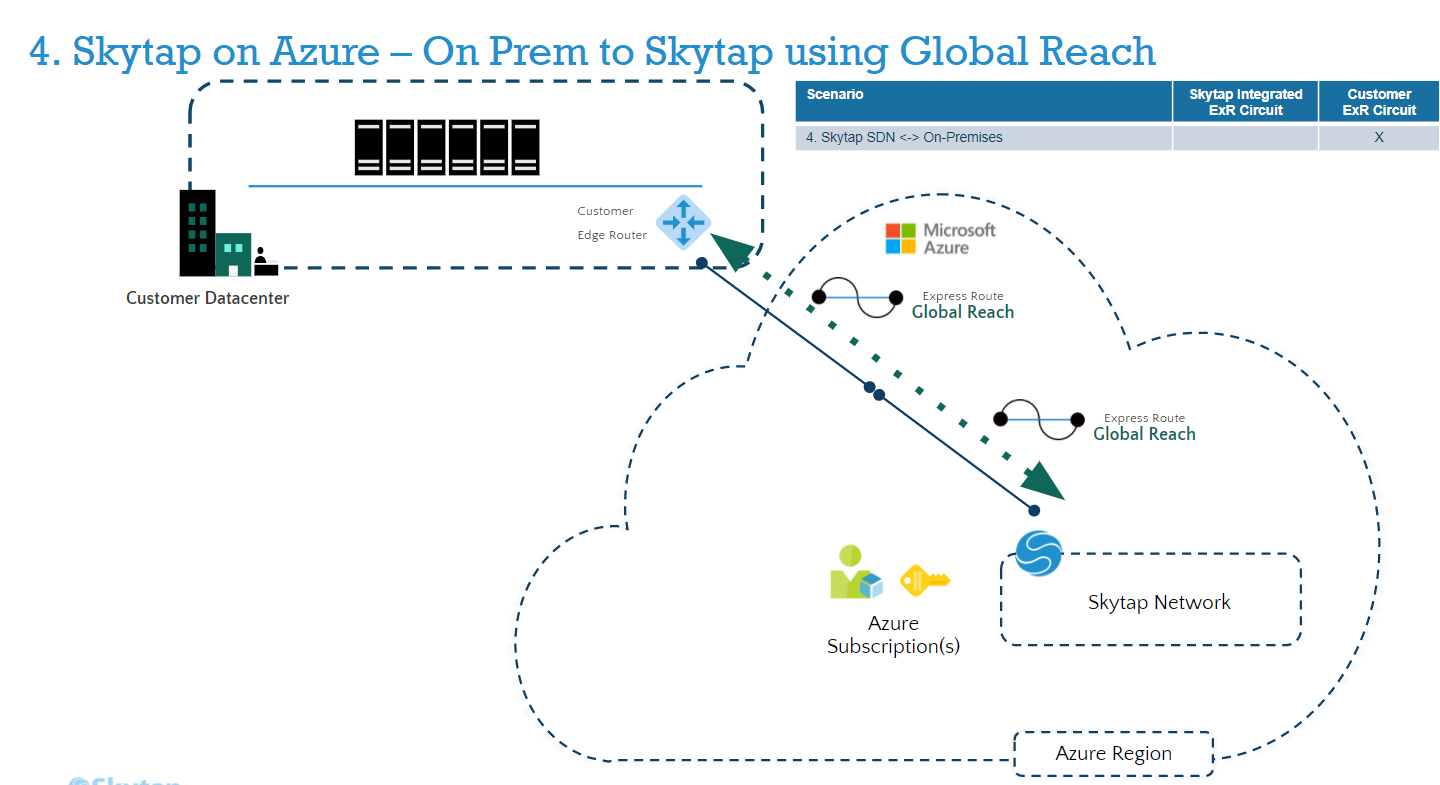 4. Skytap on Azure – On Prem to Skytap using Global Reach
Scenario
Skytap Integrated
ExR Circuit
Customer
ExR Circuit
4. Skytap SDN <-> On-Premises
X
Customer
Edge Router
Customer Datacenter
Microsoft
Azure
Express Route
Global Reach
Express Route
Global Reach
Azure
Subscription(s)
Skytap Network
Azure Region
Skytap